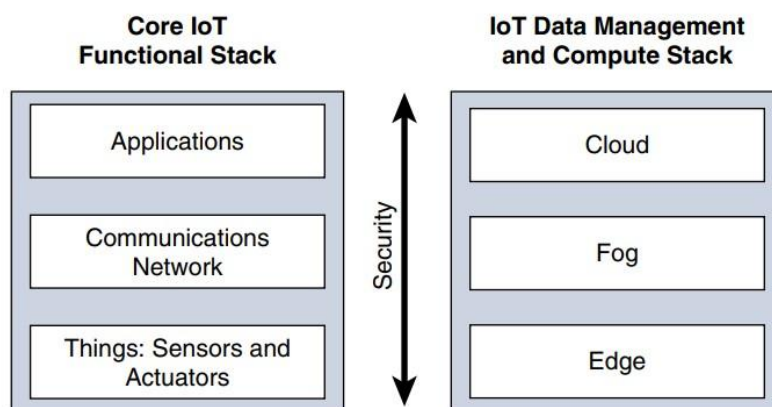 Core IoT
Functional Stack
Applications
Communications
Network
Things: Sensors and
Actuators
Security
IoT Data Management
and Compute Stack
Cloud
Fog
Edge